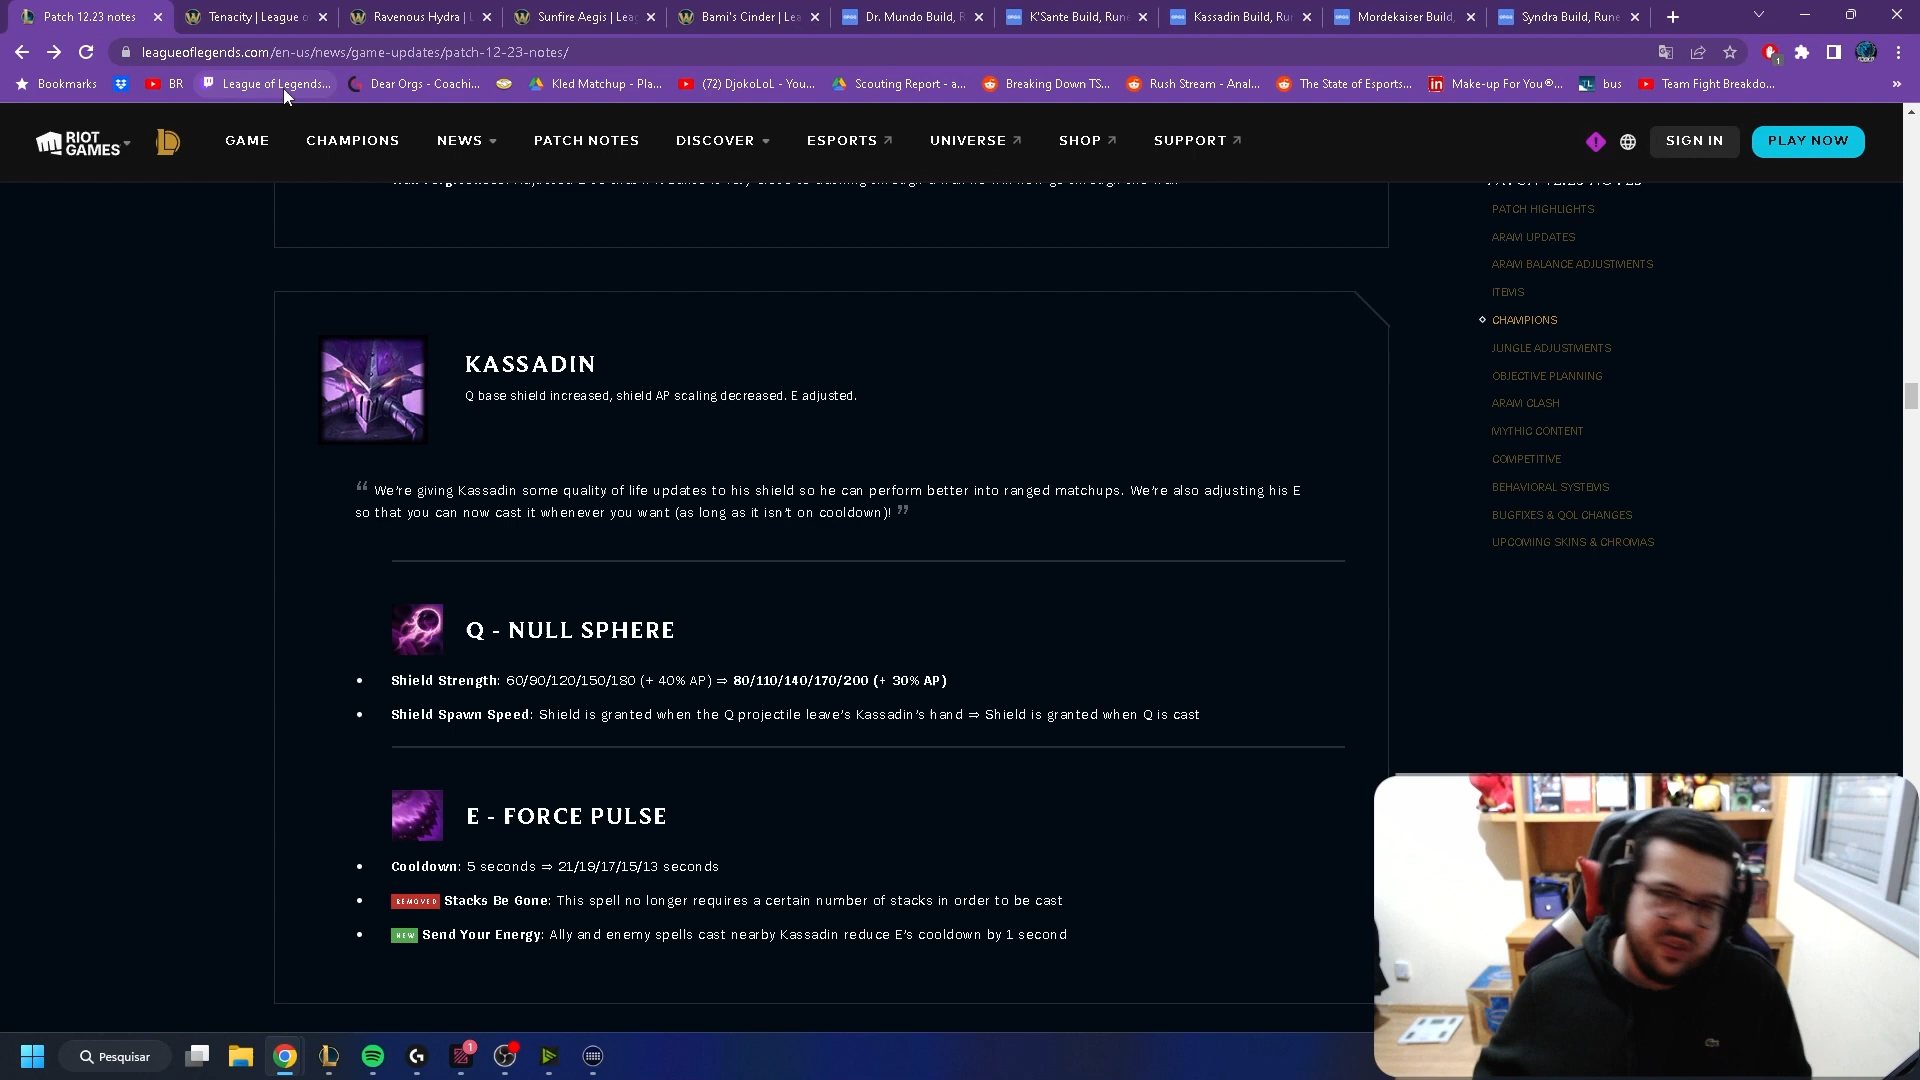 Patch 12.23 notes
Tenacity | League o
Ravenous Hydra |
Sunfire Aegis | Lea
Bami's Cinder | Lea
Dr. Mundo Build, R
K'Sante Build, Rune
Kassadin Build, Ru
Mordekaiser Build,
Syndra Build, Rune
leagueoflegends.com/en-us/news/game-updates/patch-12-23-notes/
1
Bookmarks
BR
League of Legends...
Dear Orgs - Coachi...
Kled Matchup - Pla...
(72) DjokoLoL - You...
Scouting Report - a...
Breaking Down TS...
Rush Stream - Anal...
The State of Esports...
Make-up For You®...
bus
Team Fight Breakdo...
»
RIOT
GAMES
GAME
CHAMPIONS
NEWS
PATCH NOTES
DISCOVER
ESPORTS
UNIVERSE
SHOP
SUPPORT
SIGN IN
PLAY NOW
PATCH 12.23 NOTES
PATCH HIGHLIGHTS
ARAM UPDATES
ARAM BALANCE ADJUSTMENTS
ITEMS
CHAMPIONS
JUNGLE ADJUSTMENTS
OBJECTIVE PLANNING
ARAM CLASH
MYTHIC CONTENT
COMPETITIVE
BEHAVIORAL SYSTEMS
BUGFIXES & QOL CHANGES
UPCOMING SKINS & CHROMAS
KASSADIN
Q base shield increased, shield AP scaling decreased. E adjusted.
“ We’re giving Kassadin some quality of life updates to his shield so he can perform better into ranged matchups. We’re also adjusting his E
so that you can now cast it whenever you want (as long as it isn’t on cooldown)! ”
Q - NULL SPHERE
• Shield Strength: 60/90/120/150/180 (+ 40% AP) ⇒ 80/110/140/170/200 (+ 30% AP)
• Shield Spawn Speed: Shield is granted when the Q projectile leave’s Kassadin’s hand ⇒ Shield is granted when Q is cast
E - FORCE PULSE
• Cooldown: 5 seconds ⇒ 21/19/17/15/13 seconds
• REMOVED Stacks Be Gone: This spell no longer requires a certain number of stacks in order to be cast
• NEW Send Your Energy: Ally and enemy spells cast nearby Kassadin reduce E’s cooldown by 1 second
Pesquisar
1